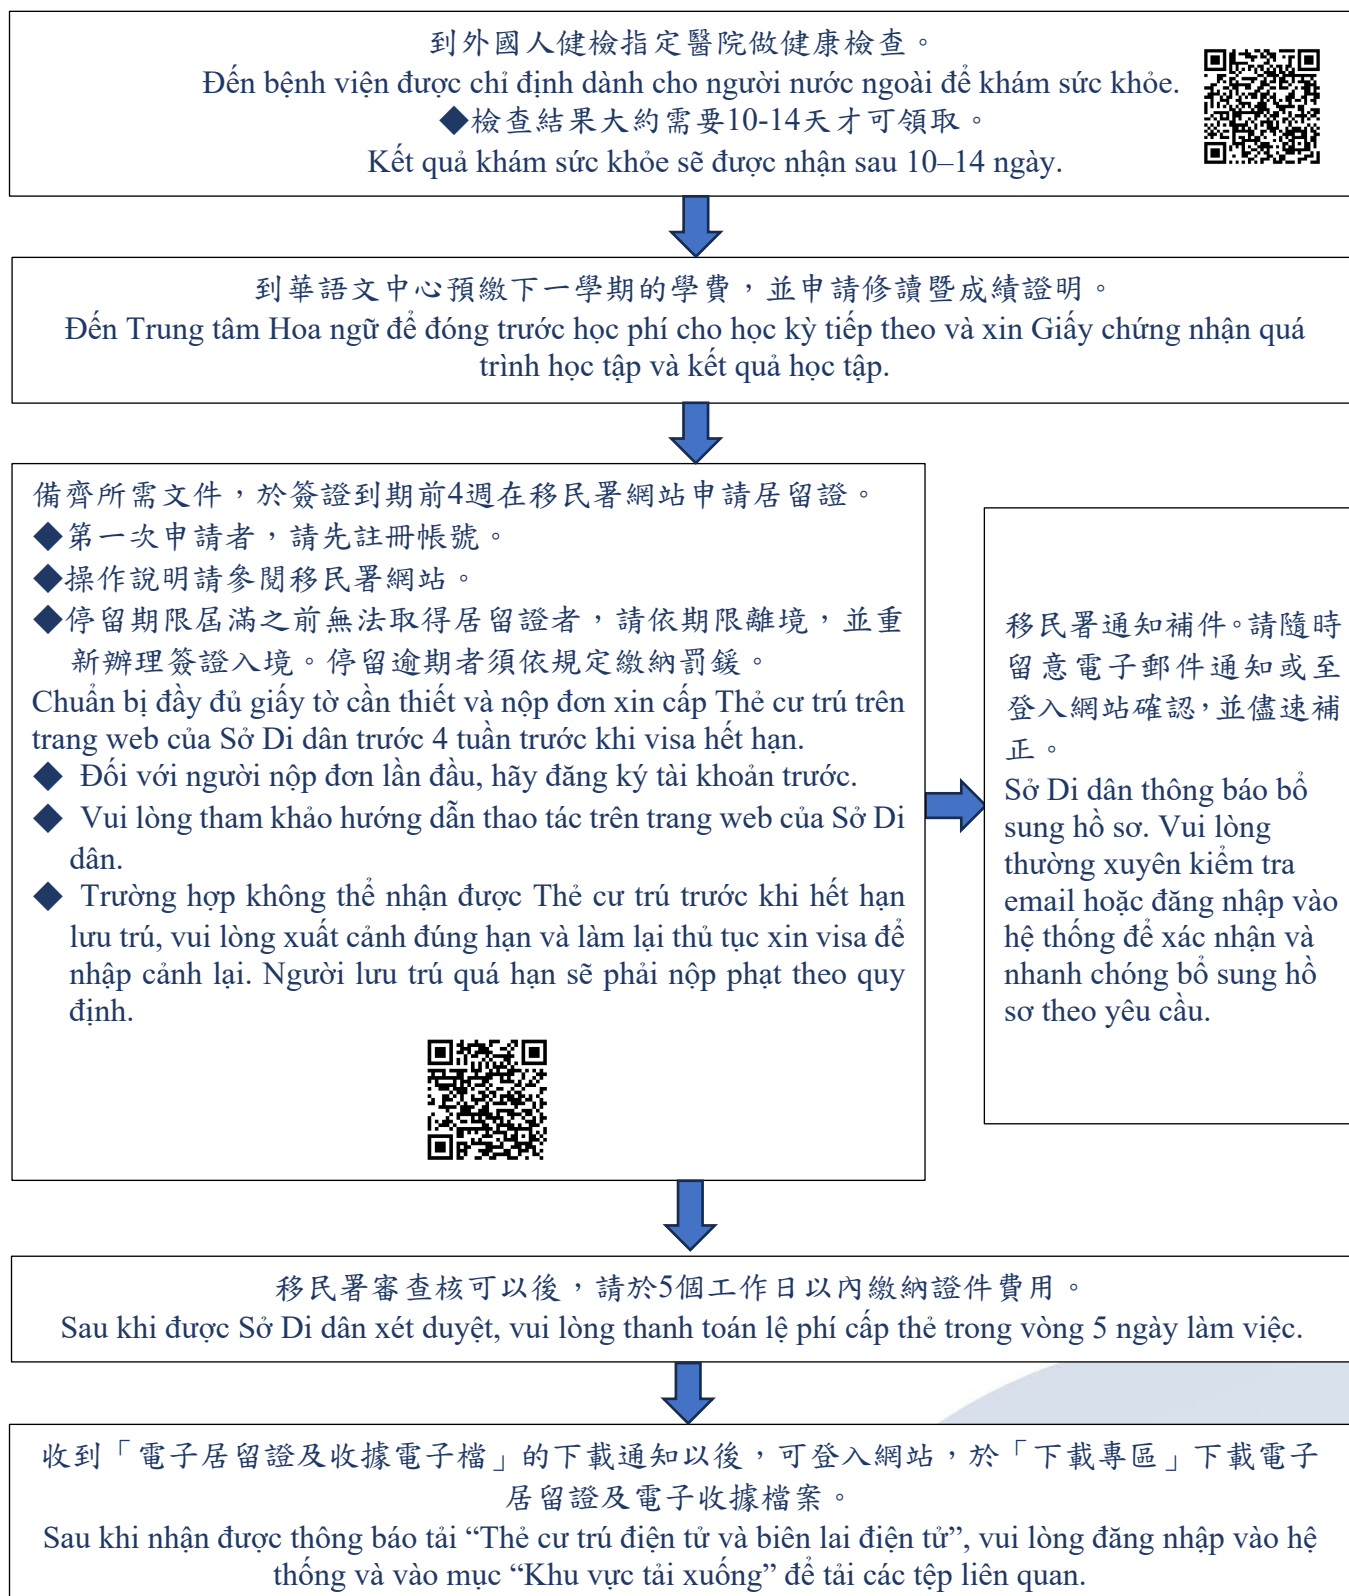 到外國人健檢指定醫院做健康檢查。
Đến bệnh viện được chỉ định dành cho người nước ngoài để khám sức khỏe.
◆檢查結果大約需要10-14天才可領取。
Kết quả khám sức khỏe sẽ được nhận sau 10–14 ngày.
到華語文中心預繳下一學期的學費，並申請修讀暨成績證明。
Đến Trung tâm Hoa ngữ để đóng trước học phí cho học kỳ tiếp theo và xin Giấy chứng nhận quá
trình học tập và kết quả học tập.
備齊所需文件，於簽證到期前4週在移民署網站申請居留證。
◆第一次申請者，請先註冊帳號。
◆操作說明請參閱移民署網站。
◆停留期限屆滿之前無法取得居留證者，請依期限離境，並重
新辦理簽證入境。停留逾期者須依規定繳納罰鍰。
Chuẩn bị đầy đủ giấy tờ cần thiết và nộp đơn xin cấp Thẻ cư trú trên
trang web của Sở Di dân trước 4 tuần trước khi visa hết hạn.
◆ Đối với người nộp đơn lần đầu, hãy đăng ký tài khoản trước.
◆ Vui lòng tham khảo hướng dẫn thao tác trên trang web của Sở Di
dân.
◆ Trường hợp không thể nhận được Thẻ cư trú trước khi hết hạn
lưu trú, vui lòng xuất cảnh đúng hạn và làm lại thủ tục xin visa để
nhập cảnh lại. Người lưu trú quá hạn sẽ phải nộp phạt theo quy
định.
移民署通知補件。請隨時
留意電子郵件通知或至
登入網站確認，並儘速補
正。
Sở Di dân thông báo bổ
sung hồ sơ. Vui lòng
thường xuyên kiểm tra
email hoặc đăng nhập vào
hệ thống để xác nhận và
nhanh chóng bổ sung hồ
sơ theo yêu cầu.
移民署審查核可以後，請於5個工作日以內繳納證件費用。
Sau khi được Sở Di dân xét duyệt, vui lòng thanh toán lệ phí cấp thẻ trong vòng 5 ngày làm việc.
收到「電子居留證及收據電子檔」的下載通知以後，可登入網站，於「下載專區」下載電子
居留證及電子收據檔案。
Sau khi nhận được thông báo tải “Thẻ cư trú điện tử và biên lai điện tử”, vui lòng đăng nhập vào hệ
thống và vào mục “Khu vực tải xuống” để tải các tệp liên quan.